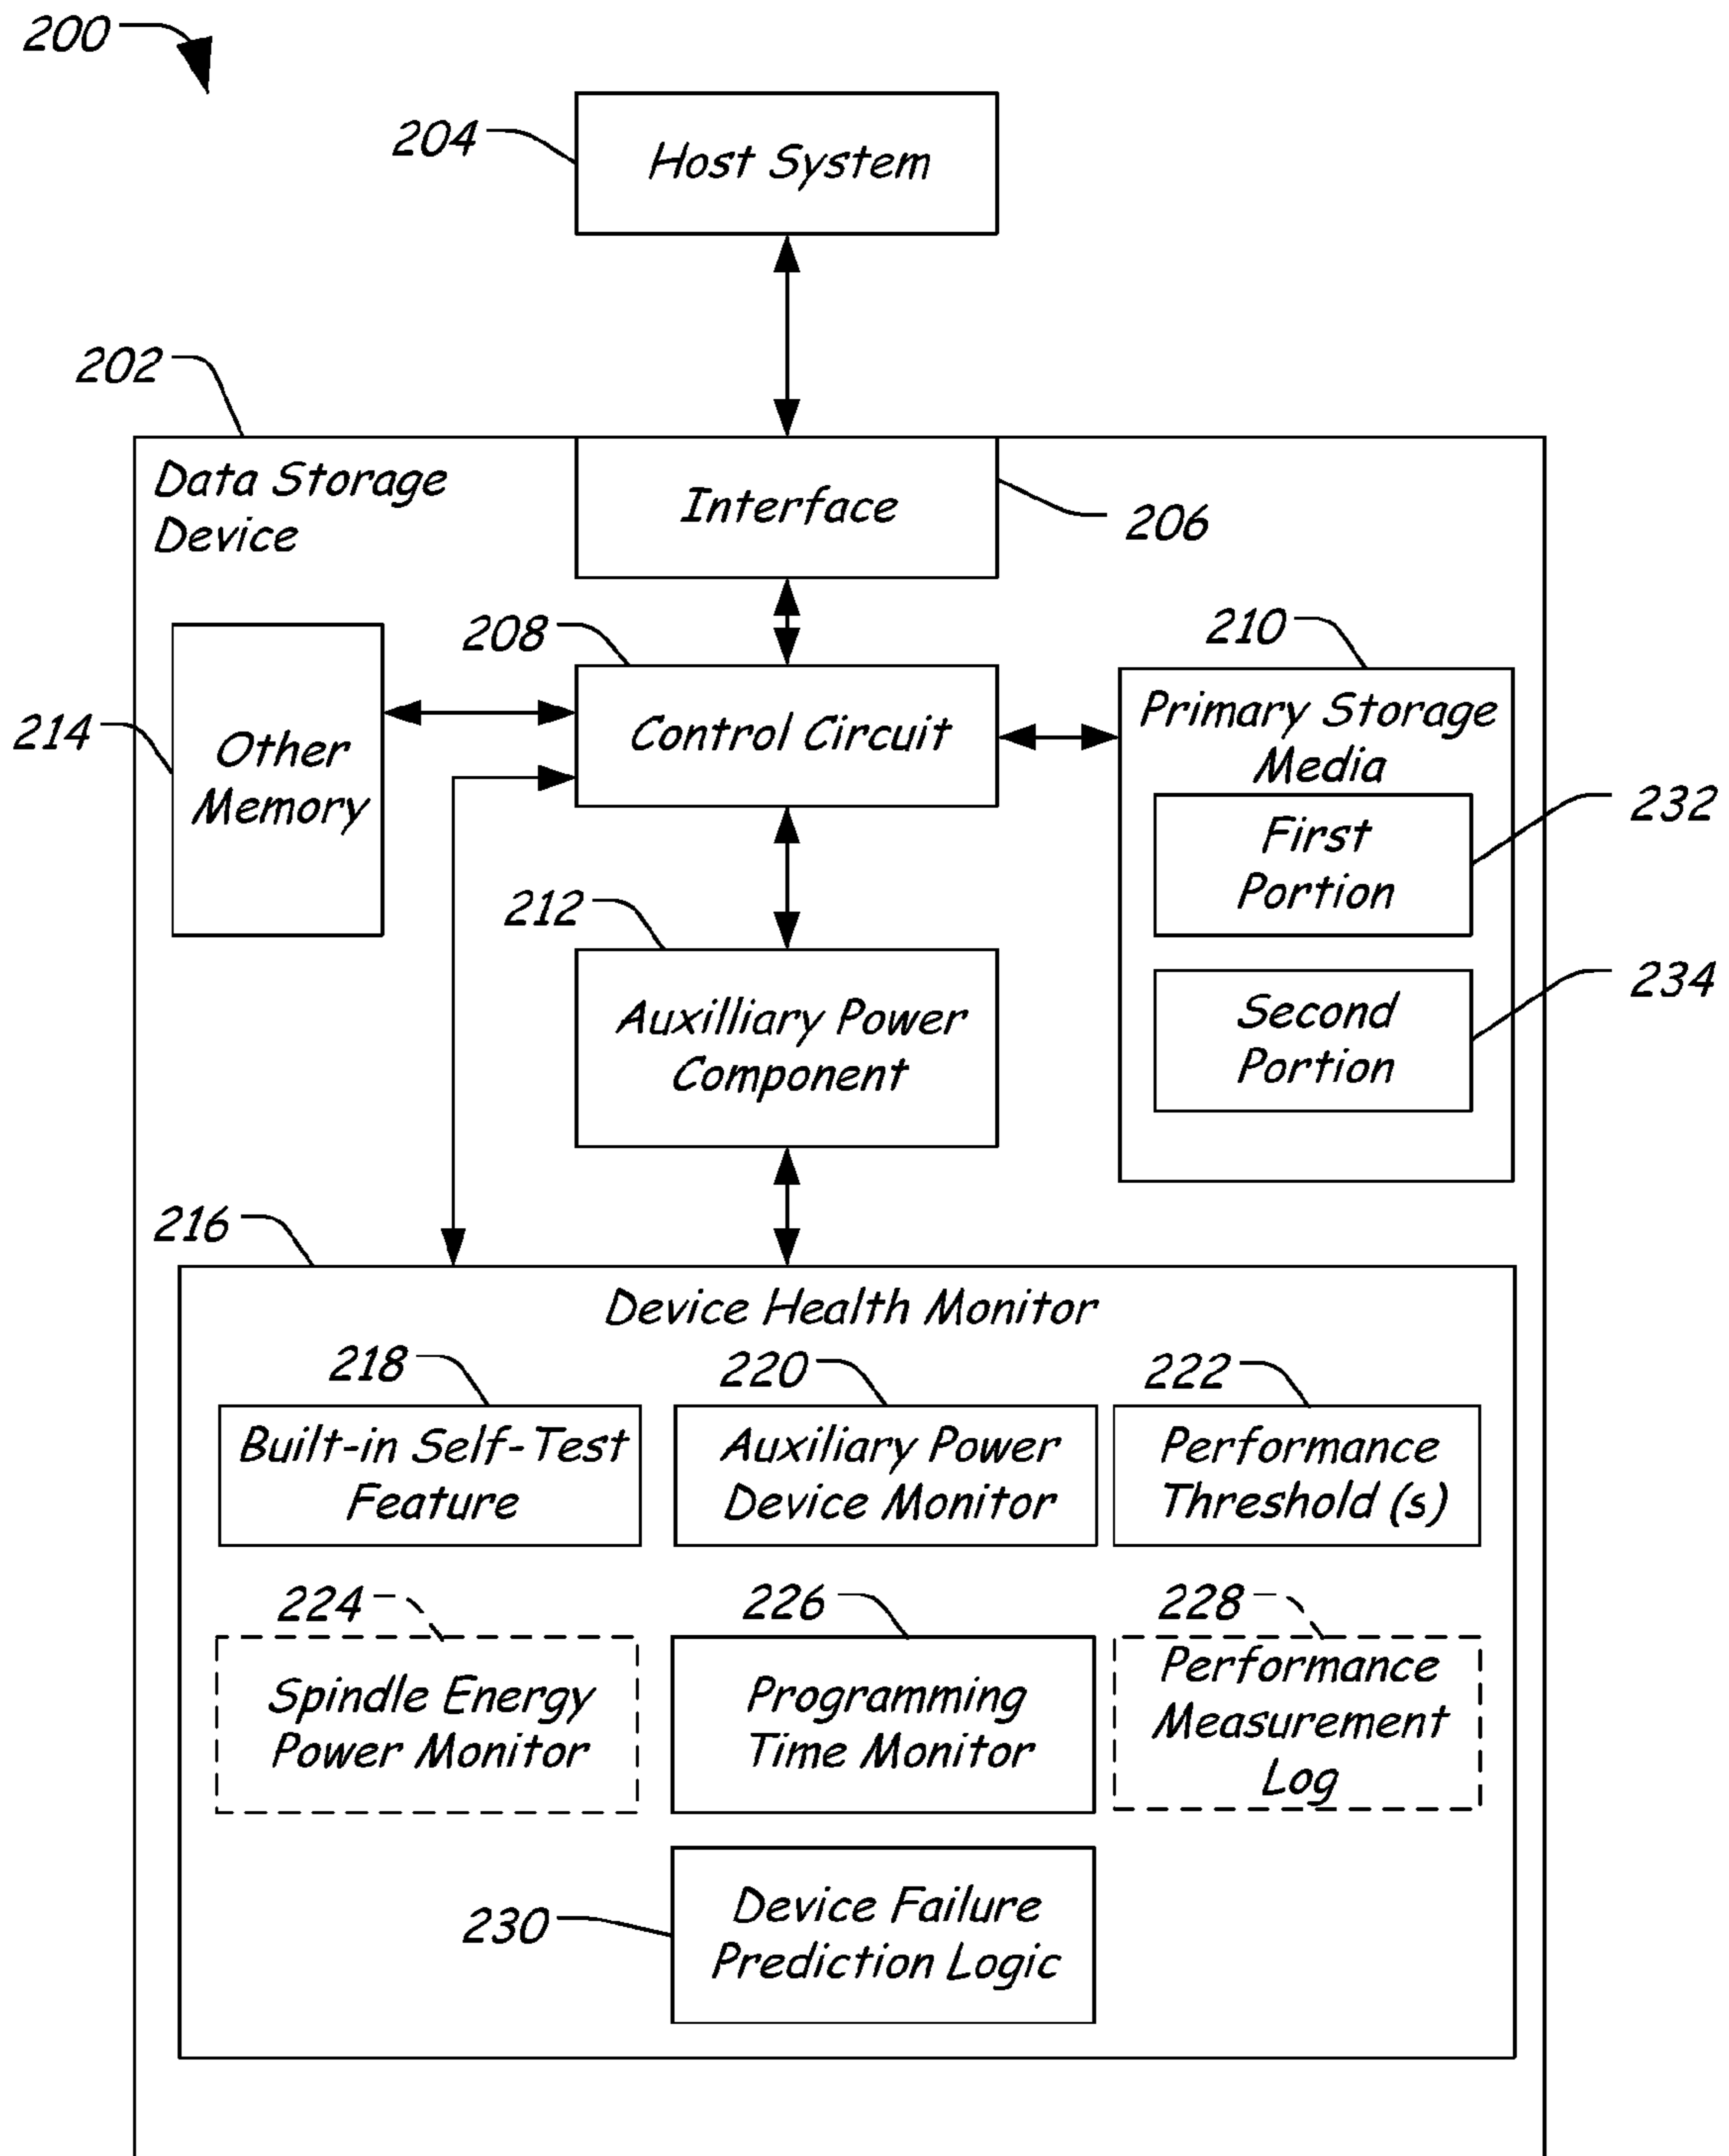 200
204
Host System
202
Data Storage
Device
Interface
206
208
210
214
Other
Memory
Control Circuit
Primary Storage
Media
232
First
Portion
212
234
Second
Portion
Auxilliary Power
Component
216
Device Health Monitor
218
220
222
Built-in Self-Test
Feature
Auxiliary Power
Device Monitor
Performance
Threshold (s)
224
226
228
Spindle Energy
Power Monitor
Programming
Time Monitor
Performance
Measurement
Log
230
Device Failure
Prediction Logic